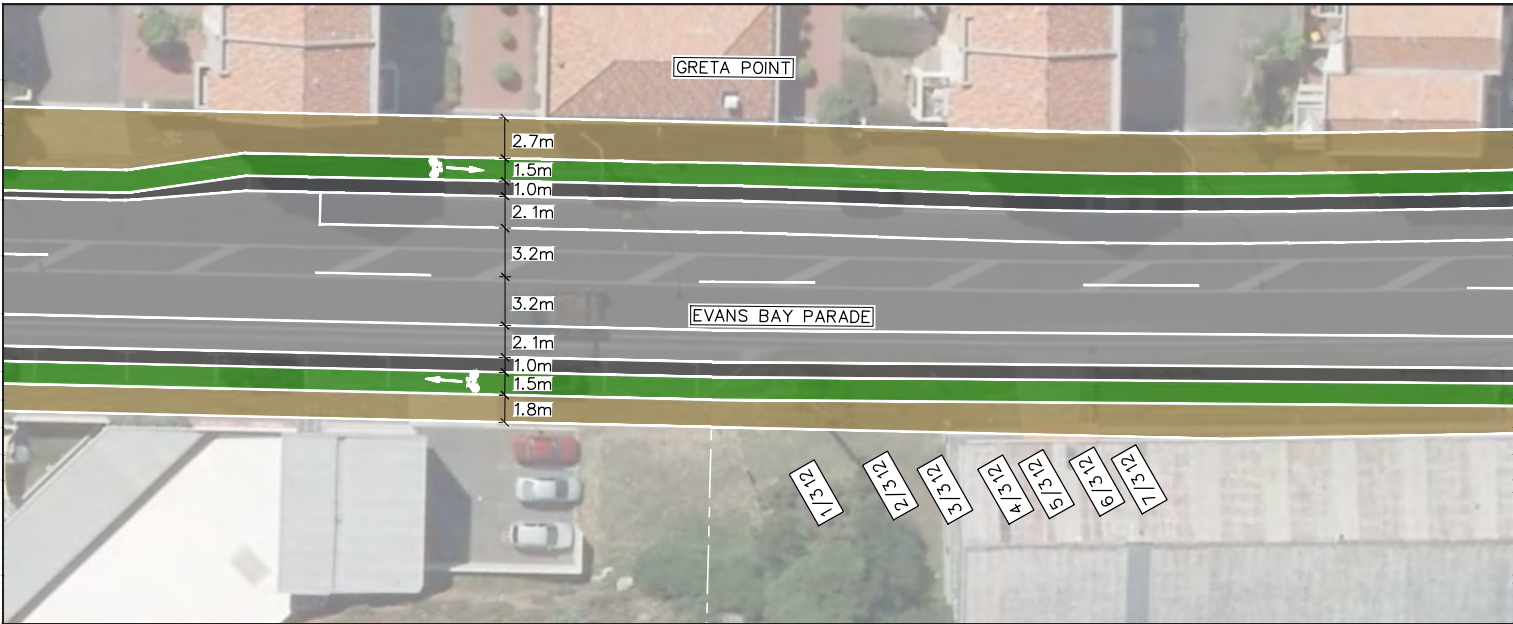 GRETA POINT
2.7m
1.5m
1.0m
2.1m
3.2m
3.2m
EVANS BAY PARADE
2.1m
1.0m
1.5m
1.8m
1/312
2/312
3/312
4/312
5/312
6/312
7/312